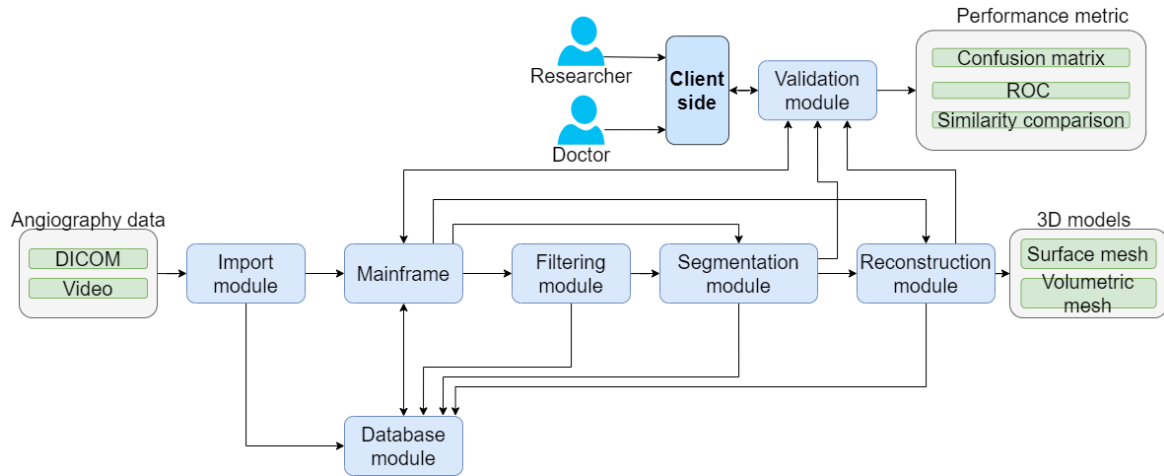 Performance metric
Confusion matrix
ROC
Similarity comparison
Researcher
Doctor
Client
side
Validation
module
Angiography data
DICOM
Video
Import
module
Mainframe
Filtering
module
Segmentation
module
Reconstruction
module
3D models
Surface mesh
Volumetric
mesh
Database
module